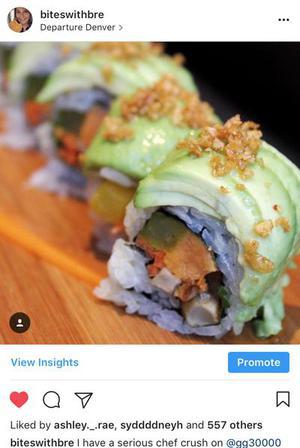 biteswithbre
Departure Denver >
View Insights
Promote
Liked by ashley._.rae, syddddneyh and 557 others
biteswithbre I have a serious chef crush on @gg30000